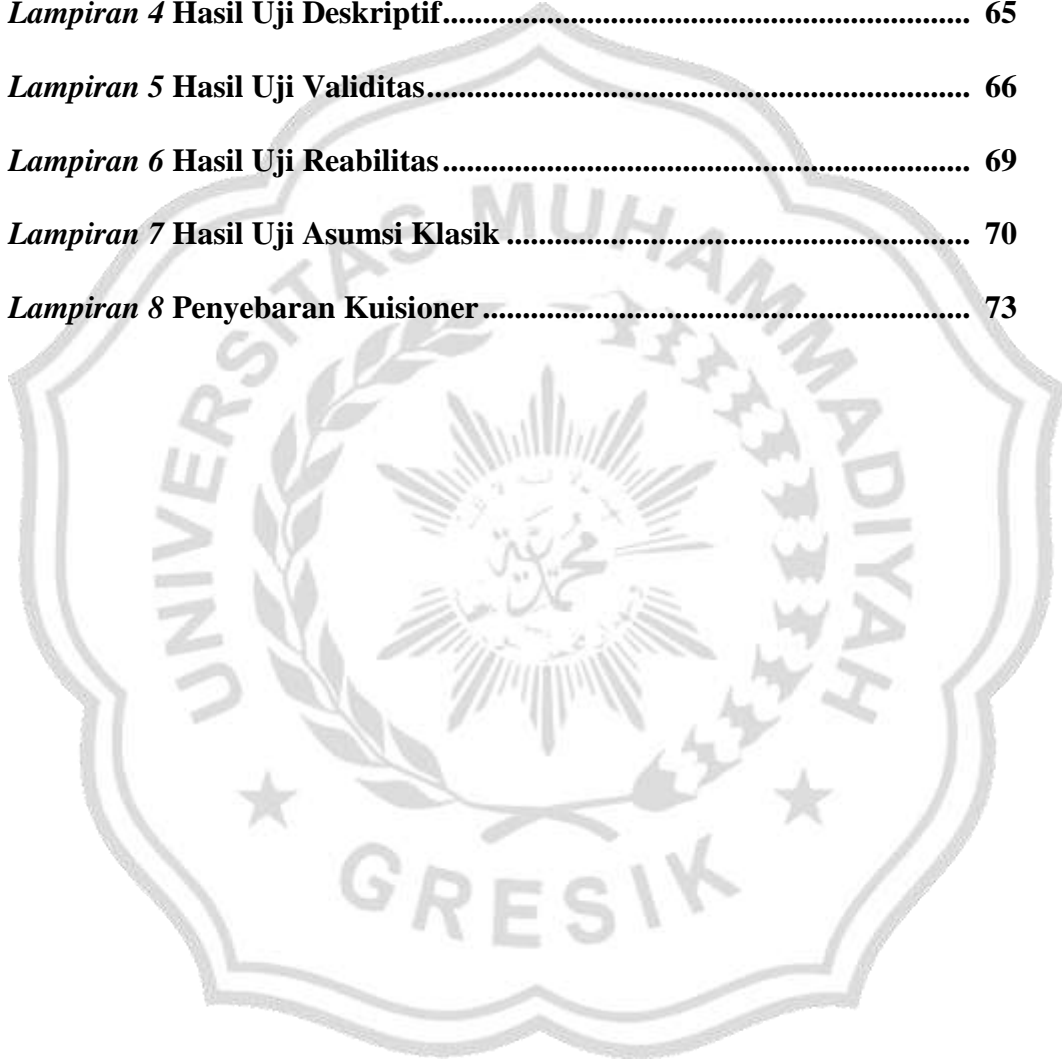 Lampiran 4 Hasil Uji Deskriptif........................................................................................ 65
Lampiran 5 Hasil Uji Validitas........................................................................................... 66
Lampiran 6 Hasil Uji Reabilitas......................................................................................... 69
Lampiran 7 Hasil Uji Asumsi Klasik.............................................................................. 70
Lampiran 8 Penyebaran Kuisioner.................................................................................. 73
UNIVERSITAS MUHAMMADIYAH
محمد
GRESIK